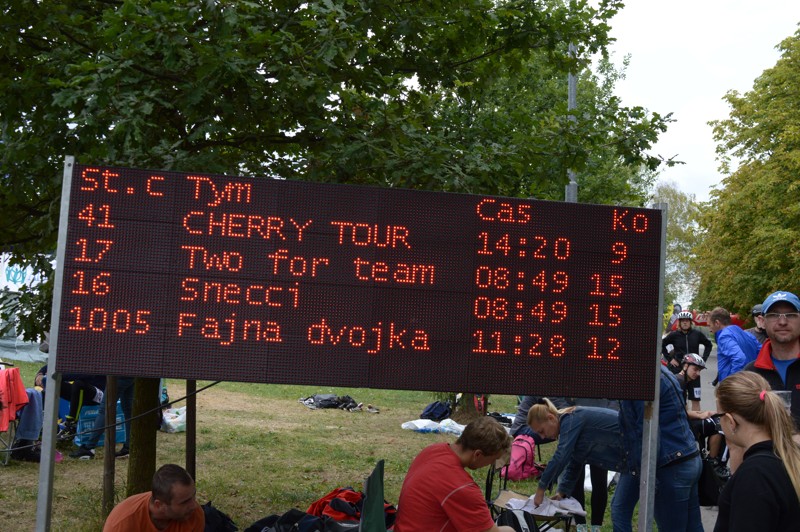 St.c Tym Cas Ko
41 CHERRY TOUR 14:20 9
17 Two for team 08:49 15
16 Snecci 08:49 15
1005 Fajna dvojka 11:28 12